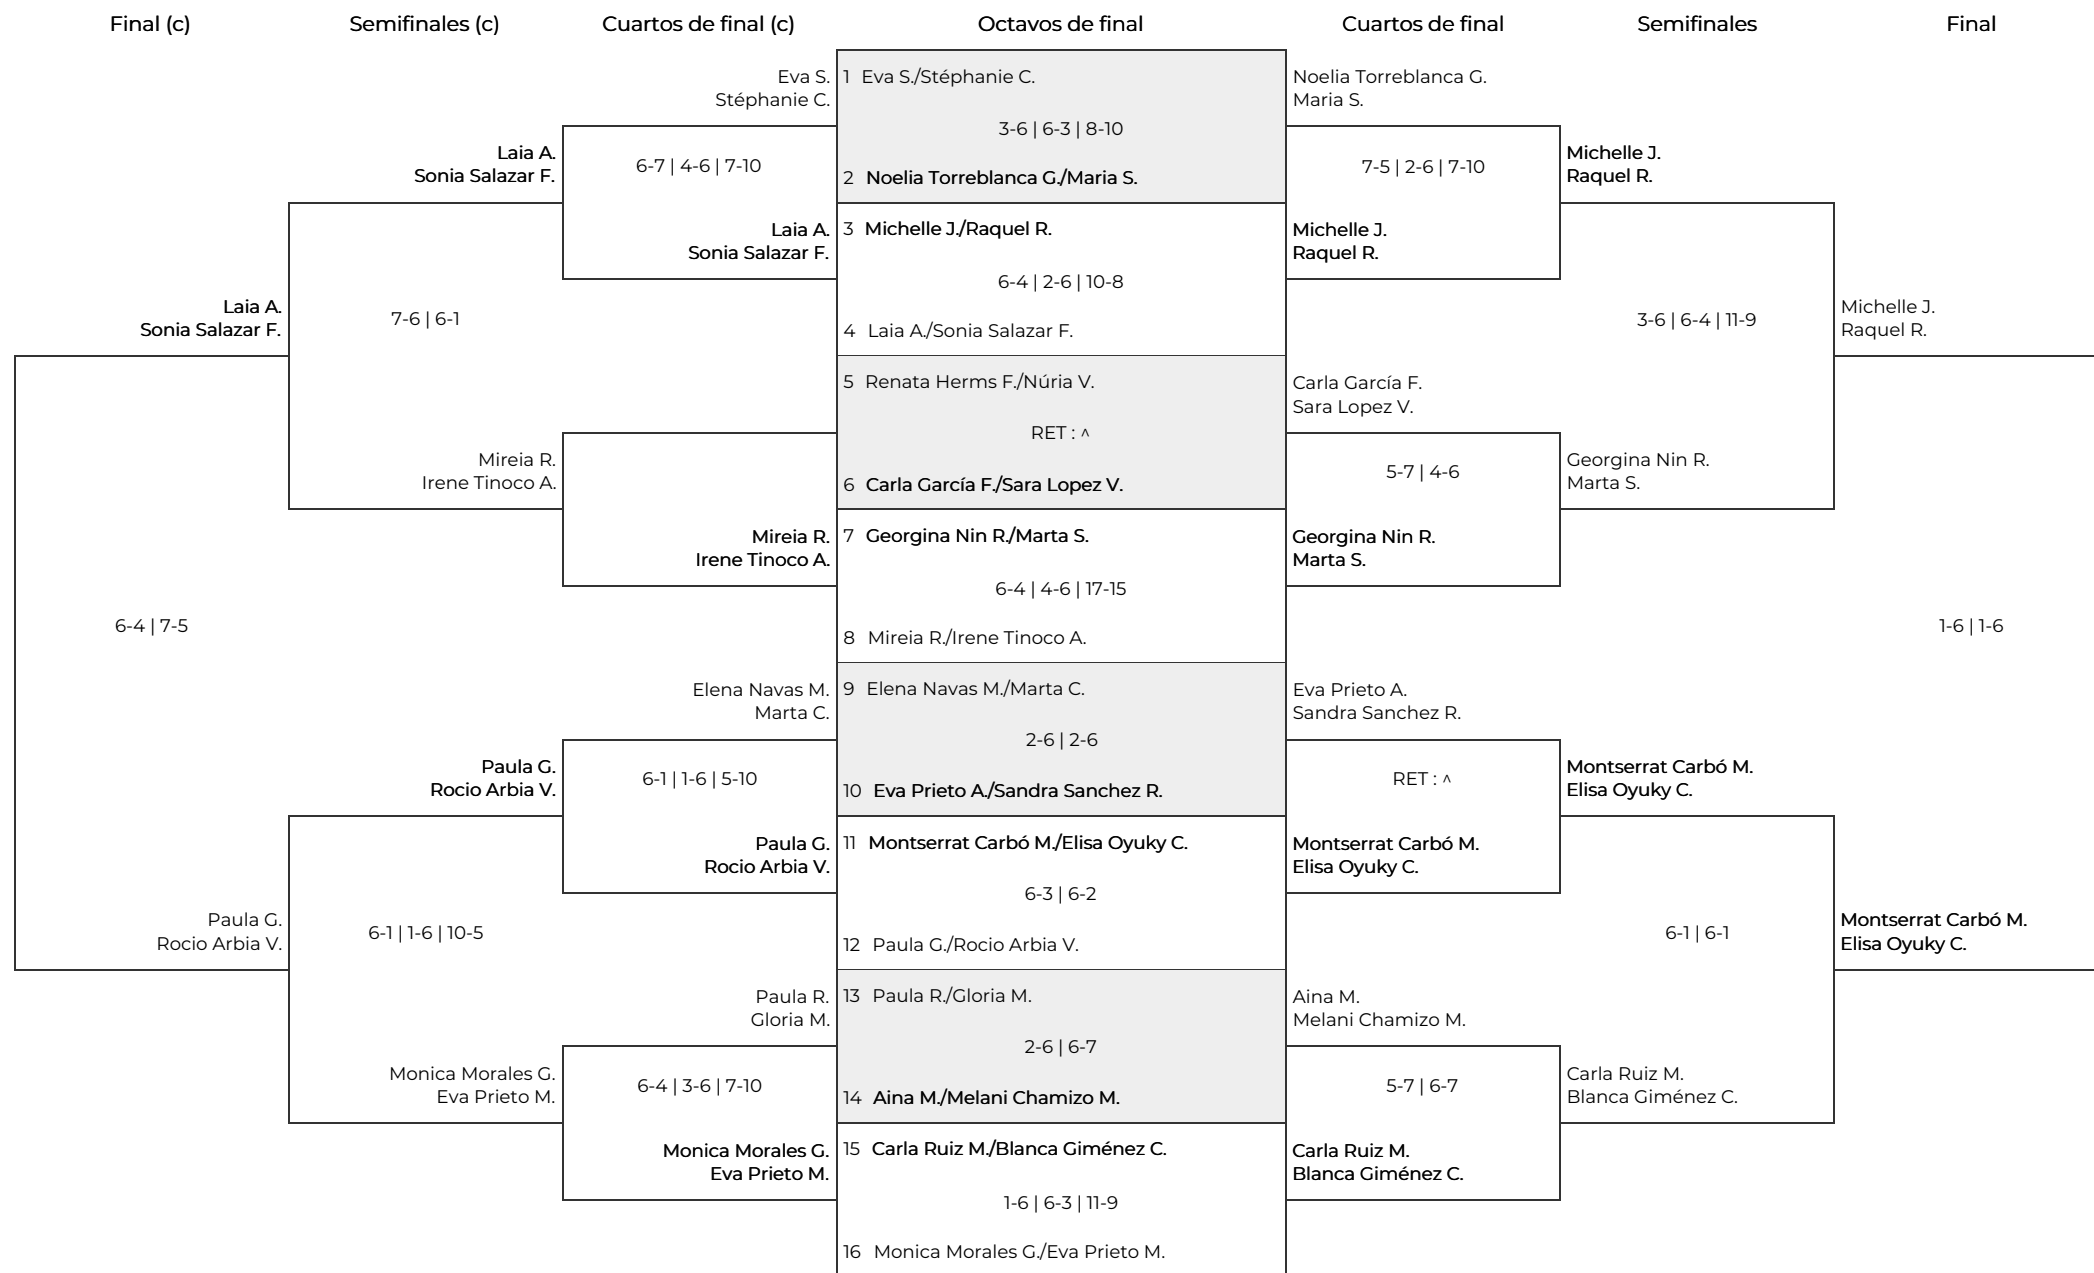 Final (c)
Semifinales (c)
Cuartos de final (c)
Octavos de final
Cuartos de final
Semifinales
Final
Laia A.
Sonia Salazar F.
6-4 | 7-5
Paula G.
Rocio Arbia V.
Laia A.
Sonia Salazar F.
7-6 | 6-1
Mireia R.
Irene Tinoco A.
Paula G.
Rocio Arbia V.
6-1 | 1-6 | 10-5
Monica Morales G.
Eva Prieto M.
Eva S.
Stéphanie C.
6-7 | 4-6 | 7-10
Laia A.
Sonia Salazar F.
Mireia R.
Irene Tinoco A.
Elena Navas M.
Marta C.
6-1 | 1-6 | 5-10
Paula G.
Rocio Arbia V.
Paula R.
Gloria M.
6-4 | 3-6 | 7-10
Monica Morales G.
Eva Prieto M.
1 Eva S./Stéphanie C.
3-6 | 6-3 | 8-10
2 Noelia Torreblanca G./Maria S.
3 Michelle J./Raquel R.
6-4 | 2-6 | 10-8
4 Laia A./Sonia Salazar F.
5 Renata Herms F./Núria V.
RET : ^
6 Carla García F./Sara Lopez V.
7 Georgina Nin R./Marta S.
6-4 | 4-6 | 17-15
8 Mireia R./Irene Tinoco A.
9 Elena Navas M./Marta C.
2-6 | 2-6
10 Eva Prieto A./Sandra Sanchez R.
11 Montserrat Carbó M./Elisa Oyuky C.
6-3 | 6-2
12 Paula G./Rocio Arbia V.
13 Paula R./Gloria M.
2-6 | 6-7
14 Aina M./Melani Chamizo M.
15 Carla Ruiz M./Blanca Giménez C.
1-6 | 6-3 | 11-9
16 Monica Morales G./Eva Prieto M.
Noelia Torreblanca G.
Maria S.
7-5 | 2-6 | 7-10
Michelle J.
Raquel R.
Carla García F.
Sara Lopez V.
5-7 | 4-6
Georgina Nin R.
Marta S.
Eva Prieto A.
Sandra Sanchez R.
RET : ^
Montserrat Carbó M.
Elisa Oyuky C.
Aina M.
Melani Chamizo M.
5-7 | 6-7
Carla Ruiz M.
Blanca Giménez C.
Michelle J.
Raquel R.
3-6 | 6-4 | 11-9
Georgina Nin R.
Marta S.
Montserrat Carbó M.
Elisa Oyuky C.
6-1 | 6-1
Carla Ruiz M.
Blanca Giménez C.
Michelle J.
Raquel R.
1-6 | 1-6
Montserrat Carbó M.
Elisa Oyuky C.